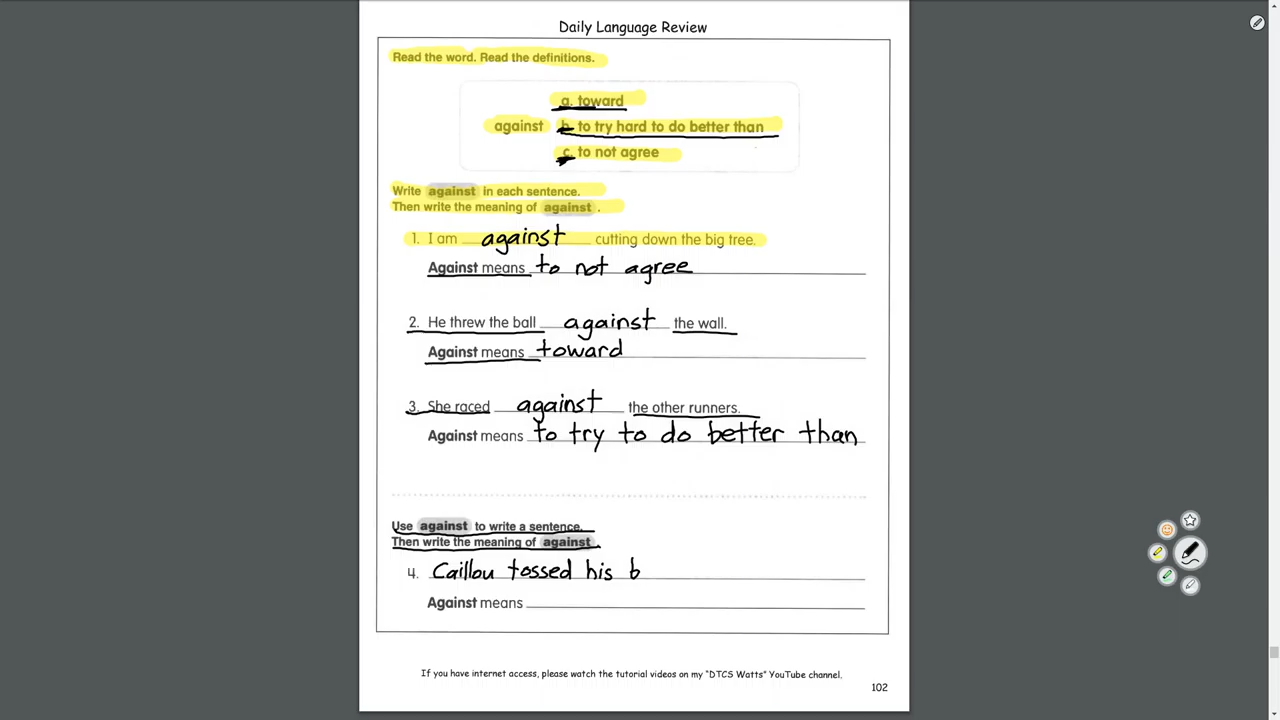 Daily Language Review
Read the word. Read the definitions.
a. toward
against b. to try hard to do better than
c. to not agree
Write against in each sentence.
Then write the meaning of against .
1. I am against cutting down the big tree.
Against means to not agree
2. He threw the ball against the wall.
Against means toward
3. She raced against the other runners.
Against means to try to do better than
Use against to write a sentence.
Then write the meaning of against .
4. Caillou tossed his b
Against means
If you have internet access, please watch the tutorial videos on my "DTCS Watts" YouTube channel.
102